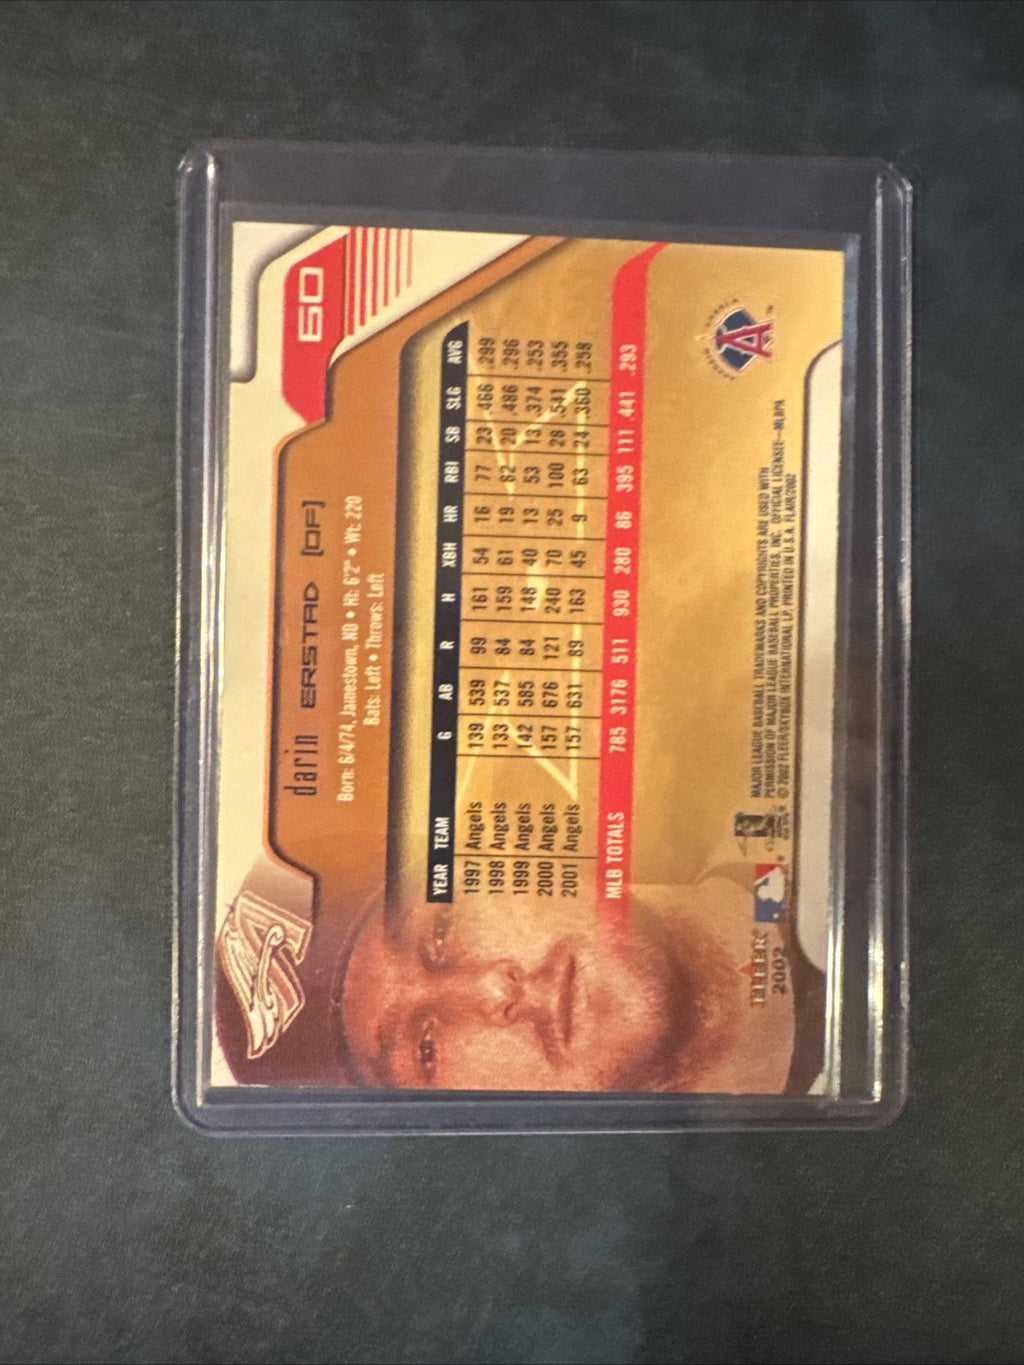 60
darin ERSTAD [OF]
Born: 6/4/74, Jamestown, ND • Ht: 6'2" • Wt: 220
Bats: Left • Throws: Left
YEAR TEAM G AB R H XBH HR RBI SB SLG AVG
1997 Angels 139 539 99 161 54 16 77 23 .466 .299
1998 Angels 133 537 84 159 61 19 82 20 .486 .296
1999 Angels 142 585 84 148 40 13 53 13 .374 .253
2000 Angels 157 676 121 240 70 25 100 28 .541 .355
2001 Angels 157 631 89 163 45 9 63 24 .360 .258
MLB TOTALS 785 3176 511 930 280 86 395 111 .441 .293
FLEER
2002
MAJOR LEAGUE BASEBALL TRADEMARKS AND COPYRIGHTS ARE USED WITH
PERMISSION OF MAJOR LEAGUE BASEBALL PROPERTIES, INC. OFFICIAL LICENSEE—MLBPA
© 2002 FLEER/SKYBOX INTERNATIONAL LP. PRINTED IN U.S.A. FLAIR/2002
A